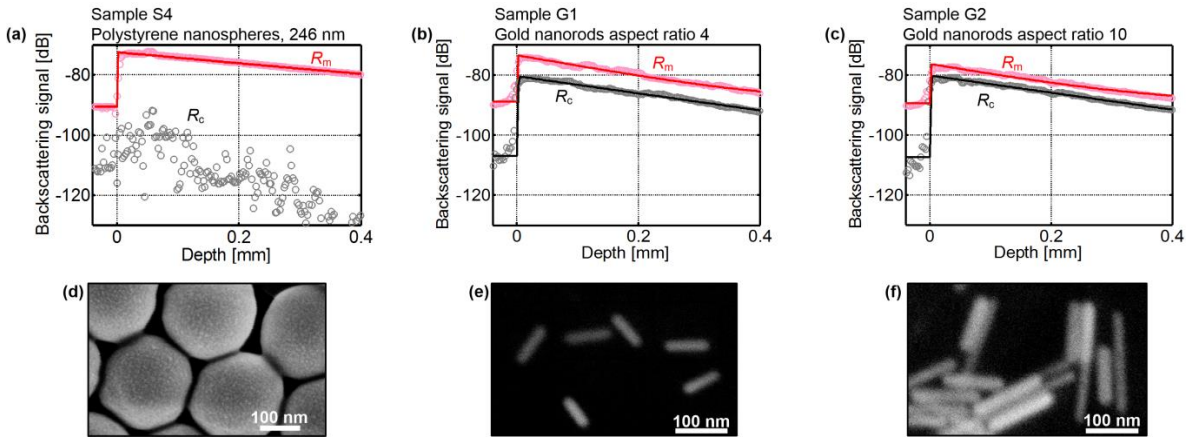 Sample S4
(a) Polystyrene nanospheres, 246 nm
Backscattering signal [dB]
-80
-100
-120
Rm
Rc
0 0.2 0.4
Depth [mm]
Sample G1
(b) Gold nanorods aspect ratio 4
Backscattering signal [dB]
-80
-100
-120
Rm
Rc
0 0.2 0.4
Depth [mm]
Sample G2
(c) Gold nanorods aspect ratio 10
Backscattering signal [dB]
-80
-100
-120
Rm
Rc
0 0.2 0.4
Depth [mm]
(d)
100 nm
(e)
100 nm
(f)
100 nm